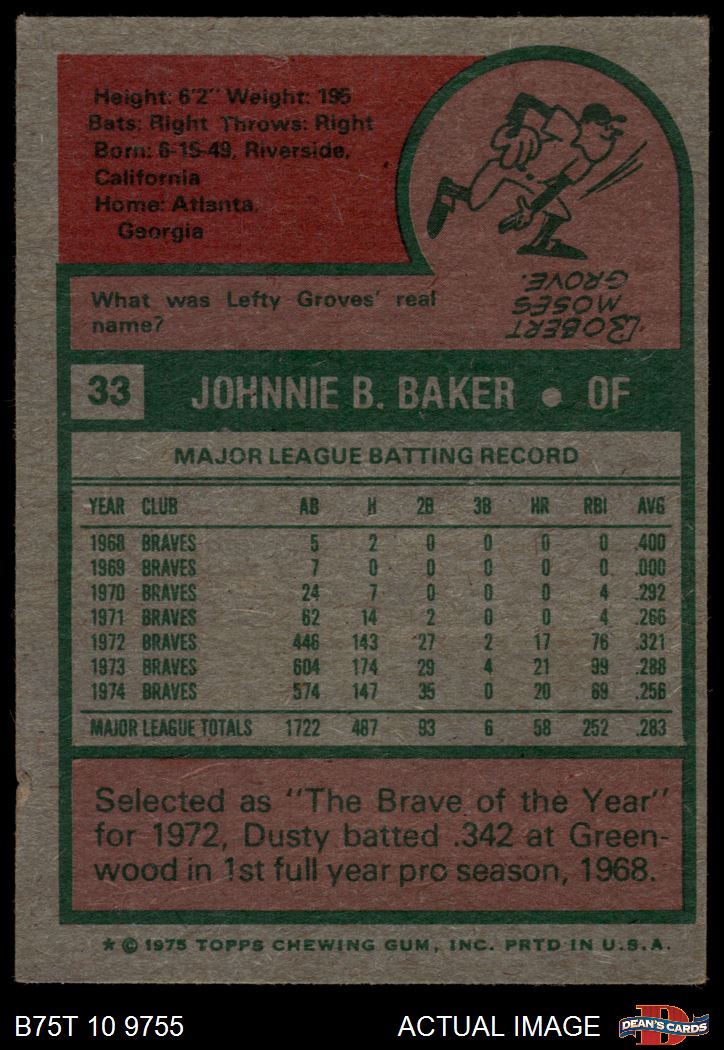 Height: 6'2" Weight: 195
Bats: Right Throws: Right
Born: 6-15-49, Riverside,
California
Home: Atlanta,
Georgia
What was Lefty Groves' real
name?
ROBERT
MOSES
GROVE.
33 JOHNNIE B. BAKER • OF
MAJOR LEAGUE BATTING RECORD
YEAR CLUB AB H 2B 3B HR RBI AVG
1968 BRAVES 5 2 0 0 0 0 .400
1969 BRAVES 7 0 0 0 0 0 .000
1970 BRAVES 24 7 0 0 0 4 .292
1971 BRAVES 62 14 2 0 0 4 .266
1972 BRAVES 446 143 27 2 17 76 .321
1973 BRAVES 604 174 29 4 21 99 .288
1974 BRAVES 574 147 35 0 20 69 .256
MAJOR LEAGUE TOTALS 1722 487 93 6 58 252 .283
Selected as "The Brave of the Year"
for 1972, Dusty batted .342 at Green-
wood in 1st full year pro season, 1968.
* © 1975 TOPPS CHEWING GUM, INC. PRTD IN U.S.A.
B75T 10 9755 ACTUAL IMAGE D DEAN'S CARDS